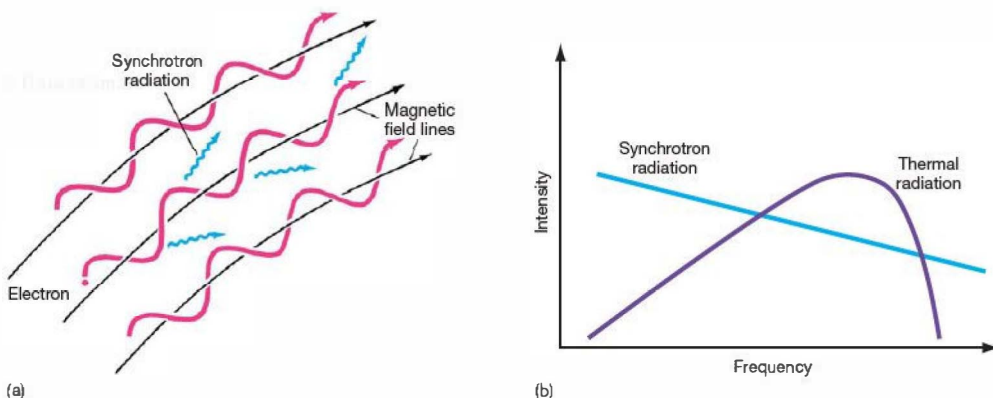 Synchrotron
radiation
Magnetic
field lines
Electron
(a)
Synchrotron
radiation
Thermal
radiation
Intensity
Frequency
(b)